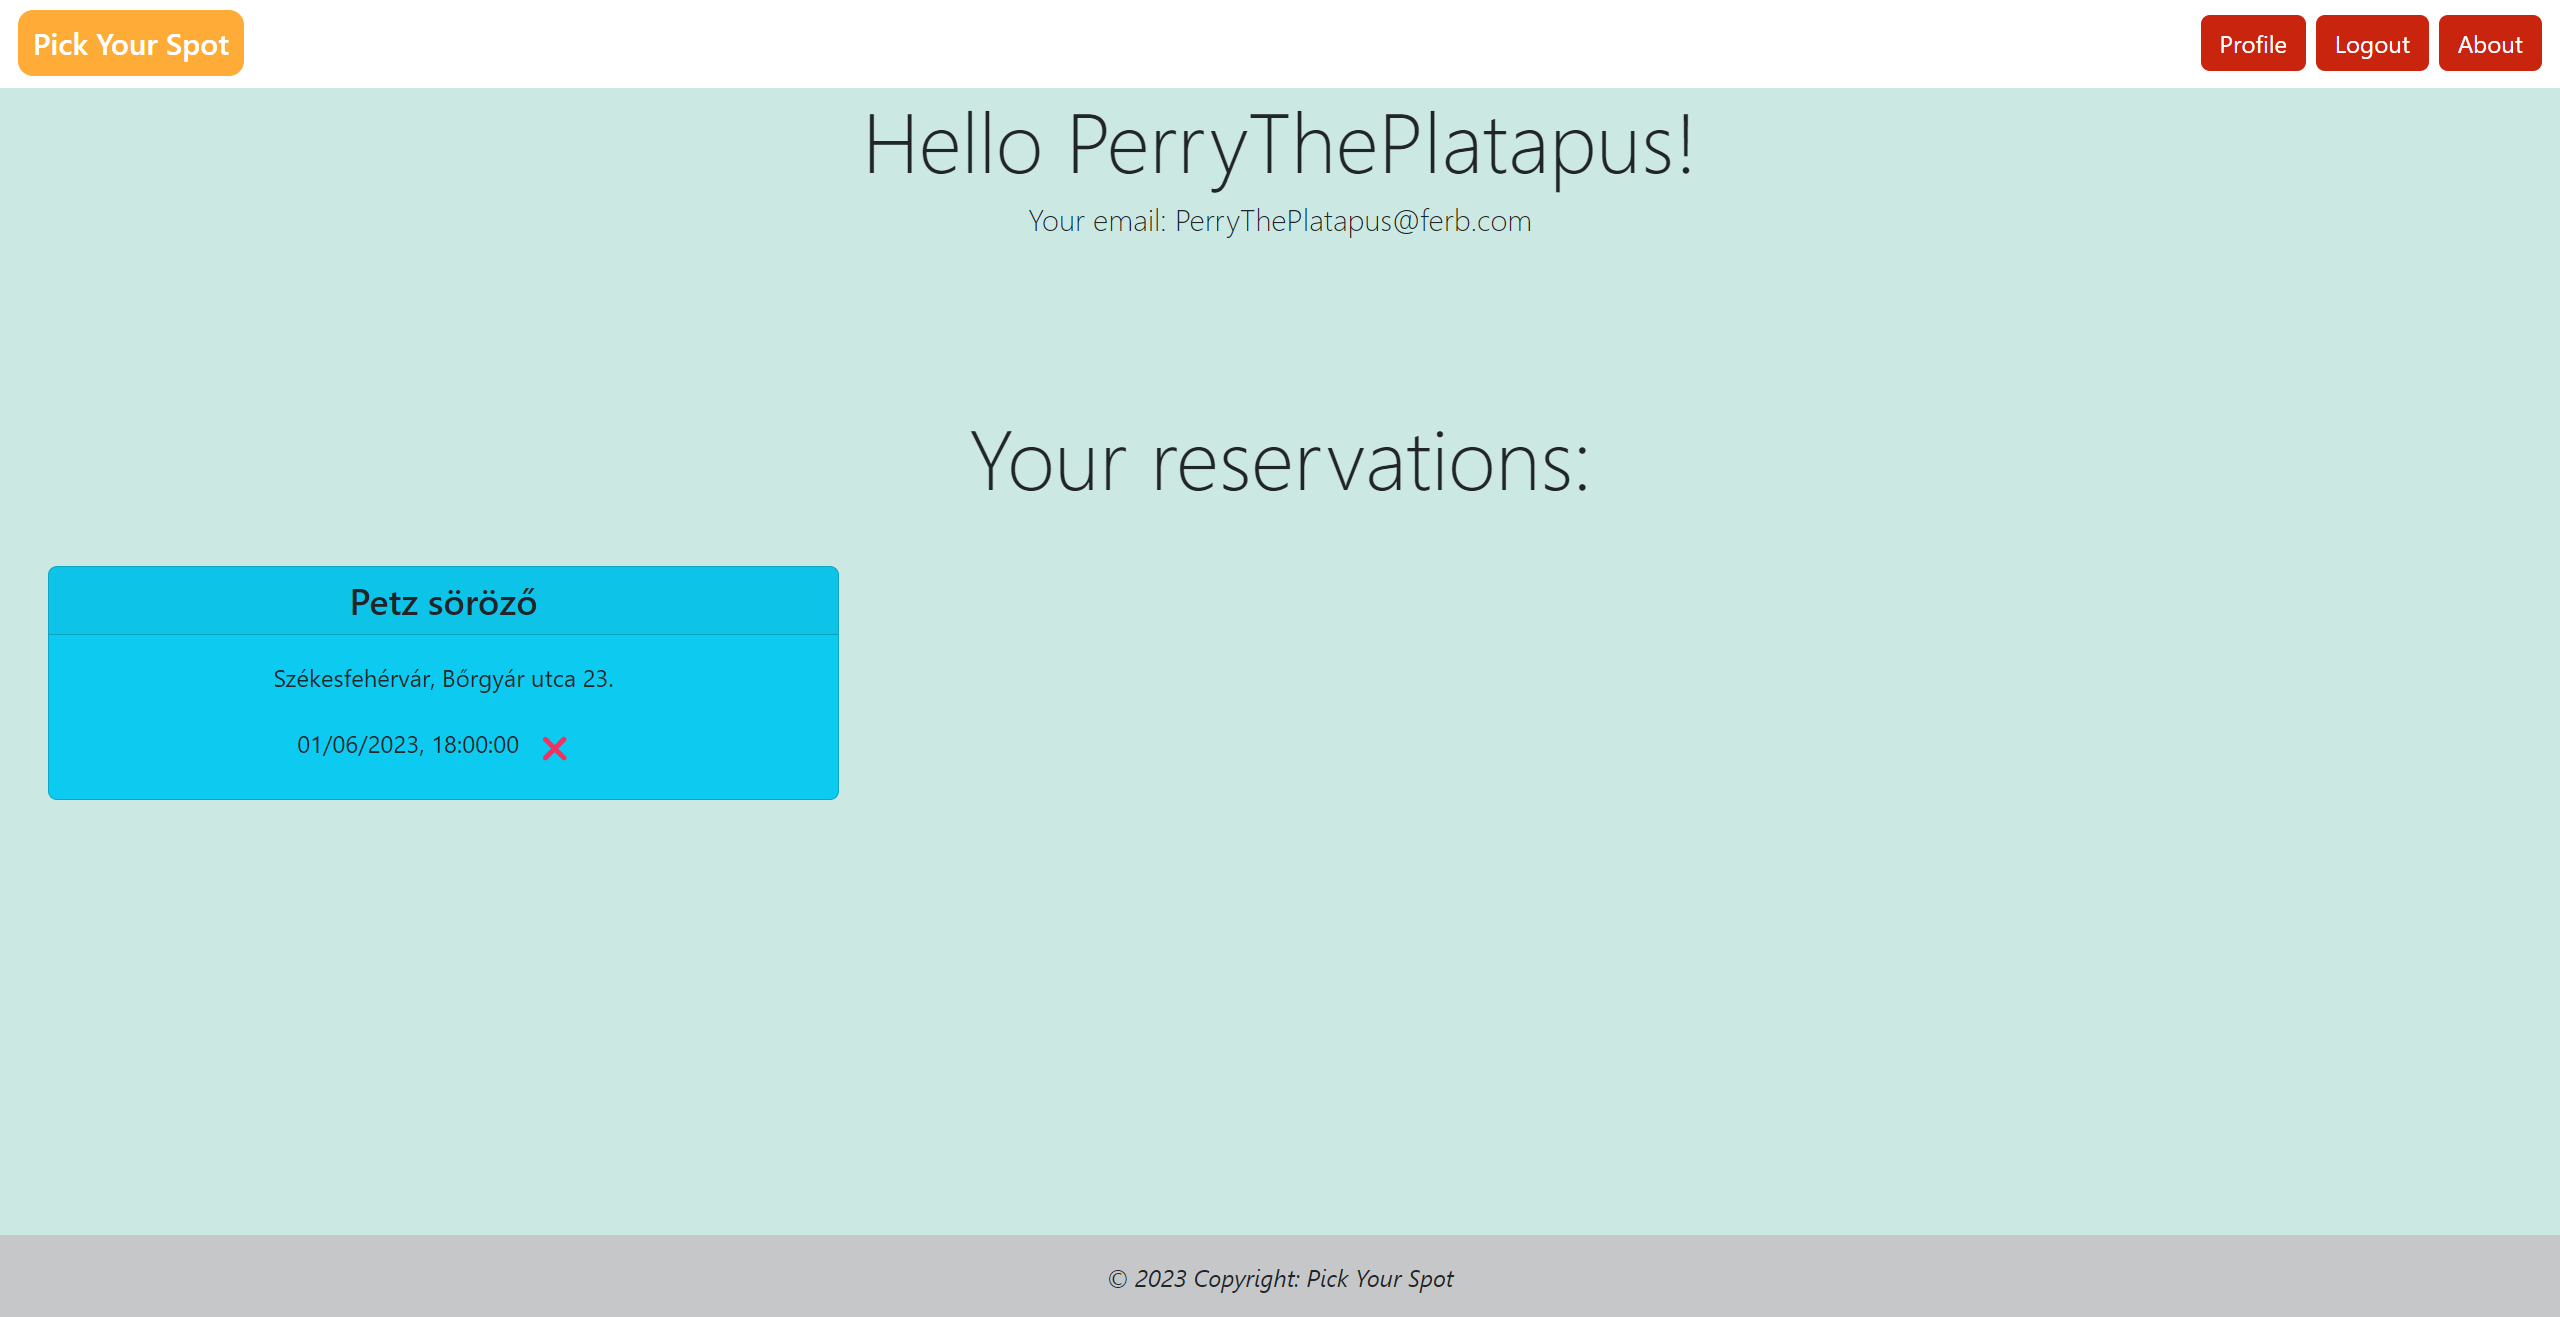 Pick Your Spot
Profile
Logout
About
Hello PerryThePlatapus!
Your email: PerryThePlatapus@ferb.com
Your reservations:
Petz söröző
Székesfehérvár, Bőrgyár utca 23.
01/06/2023, 18:00:00
© 2023 Copyright: Pick Your Spot